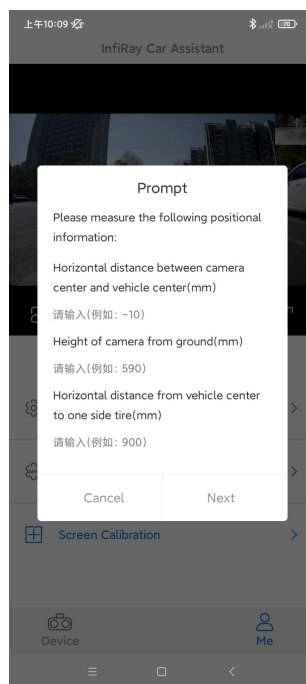 上午10:09
70
InfiRay Car Assistant
Prompt
Please measure the following positional
information:
Horizontal distance between camera
center and vehicle center(mm)
请输入(例如: -10)
Height of camera from ground(mm)
请输入(例如: 590)
Horizontal distance from vehicle center
to one side tire(mm)
请输入(例如: 900)
Cancel
Next
Screen Calibration
Device
Me